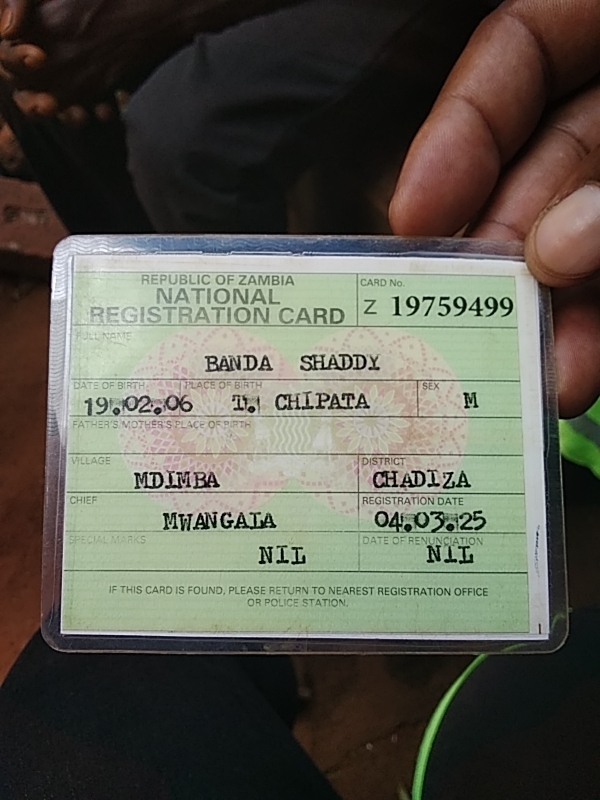 REPUBLIC OF ZAMBIA
NATIONAL
REGISTRATION CARD
CARD No.
Z 19759499
FULL NAME
BANDA SHADDY
DATE OF BIRTH
PLACE OF BIRTH
SEX
19.02.06
CHIPATA
M
FATHER'S/MOTHER'S PLACE OF BIRTH
VILLAGE
DISTRICT
MDIMBA
CHADIZA
CHIEF
REGISTRATION DATE
MWANGALA
04.03.25
SPECIAL MARKS
DATE OF RENUNCIATION
NIL
NIL
IF THIS CARD IS FOUND, PLEASE RETURN TO NEAREST REGISTRATION OFFICE
OR POLICE STATION.